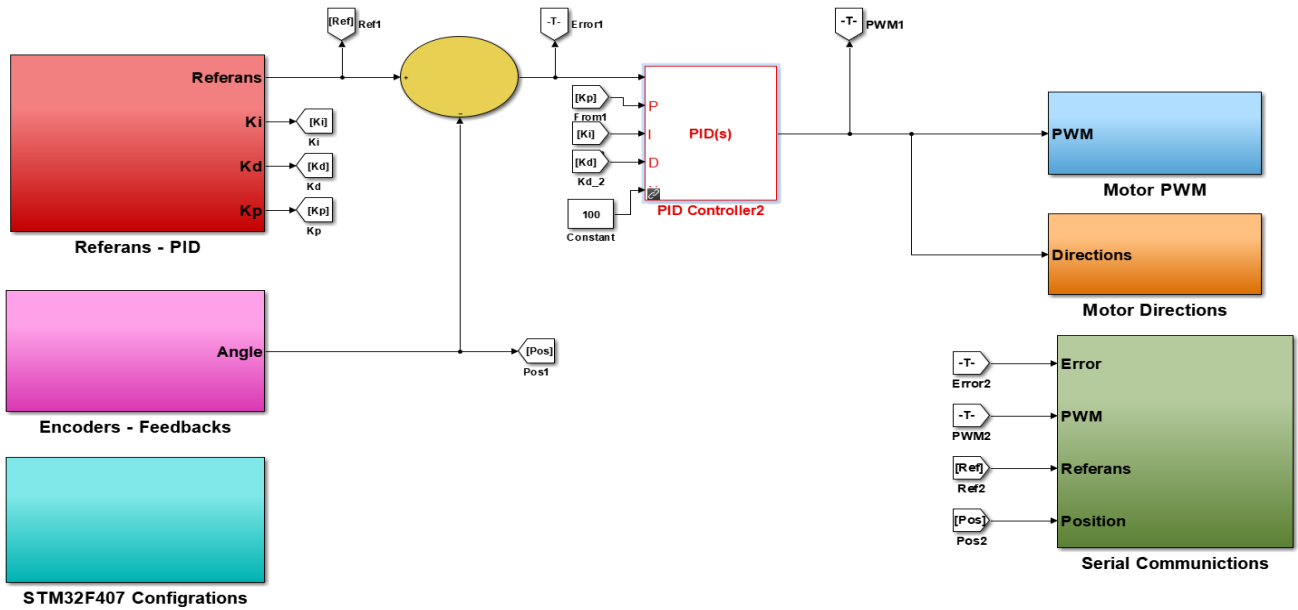 [Ref] Ref1
-T- Error1
-T- PWM1
Referans
Ki
Kd
Kp
Referans - PID
[Ki]
Ki
[Kd]
Kd
[Kp]
Kp
+
-
[Kp]
From1
[Ki]
[Kd]
Kd_2
100
Constant
P
I
D
PID(s)
PID Controller2
PWM
Motor PWM
Directions
Motor Directions
Angle
Encoders - Feedbacks
[Pos]
Pos1
STM32F407 Configrations
-T-
Error2
-T-
PWM2
[Ref]
Ref2
[Pos]
Pos2
Error
PWM
Referans
Position
Serial Communictions